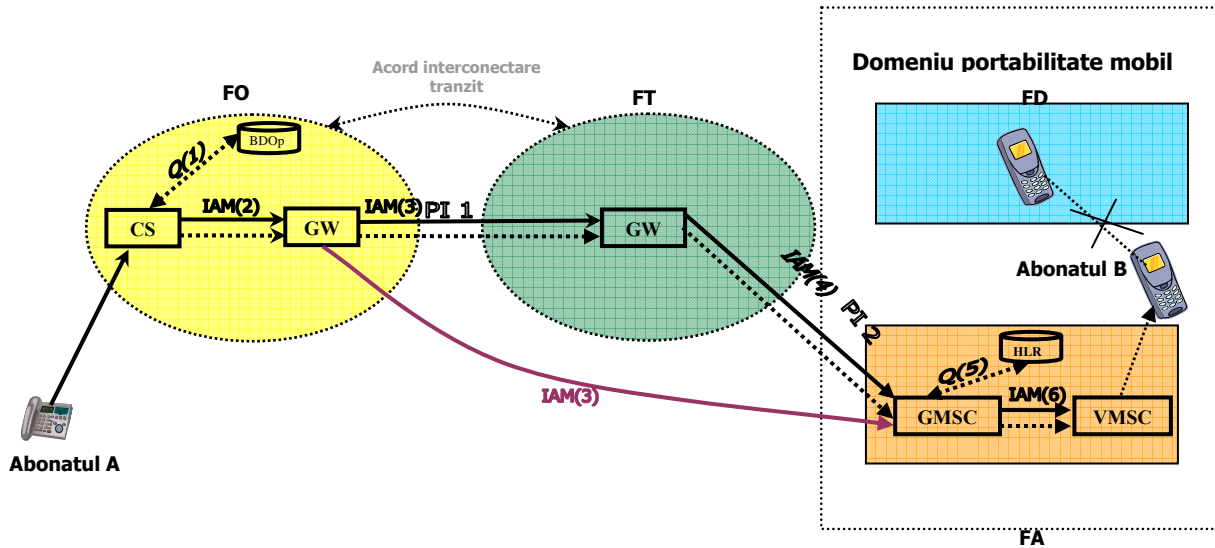 Domeniu portabilitate mobil
FD
Acord interconectare
tranzit
FO
FT
BDOp
Q(1)
IAM(2)
IAM(3)
PI 1
CS
GW
GW
IAM(4)
PI 2
Abonatul B
HLR
Q(5)
IAM(6)
IAM(3)
GMSC
VMSC
Abonatul A
FA